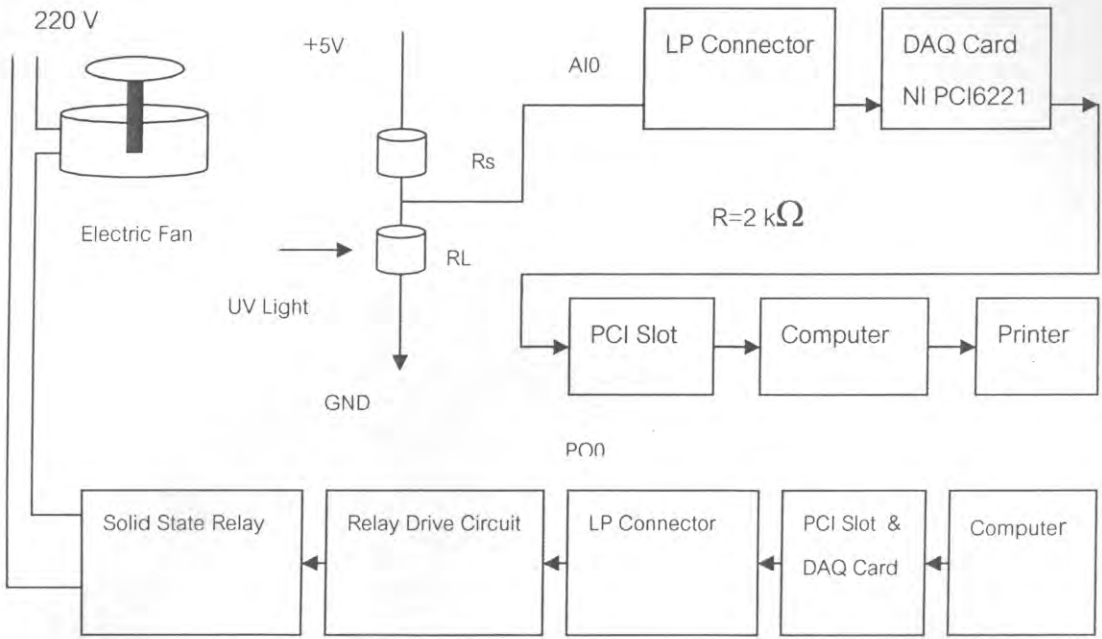 220 V
+5V
AI0
LP Connector
DAQ Card
NI PCI6221
Rs
R=2 kΩ
Electric Fan
RL
UV Light
PCI Slot
Computer
Printer
GND
PO0
Solid State Relay
Relay Drive Circuit
LP Connector
PCI Slot &
DAQ Card
Computer